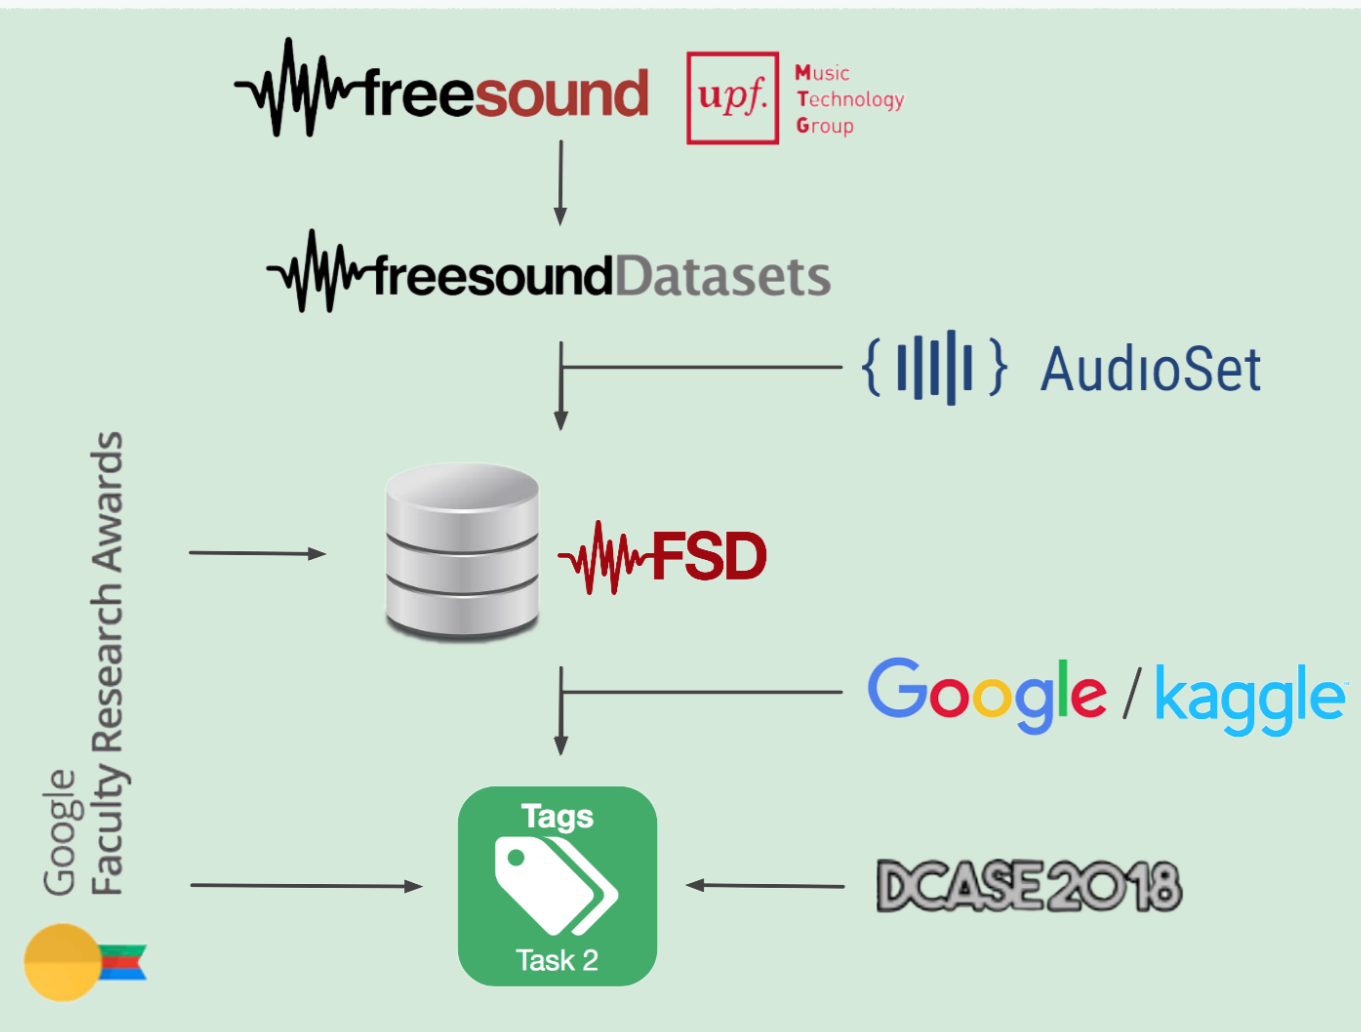 freesound
upf.
Music
Technology
Group
freesoundDatasets
{ } AudioSet
Google
Faculty Research Awards
FSD
Google / kaggle
Tags
Task 2
DCASE2018